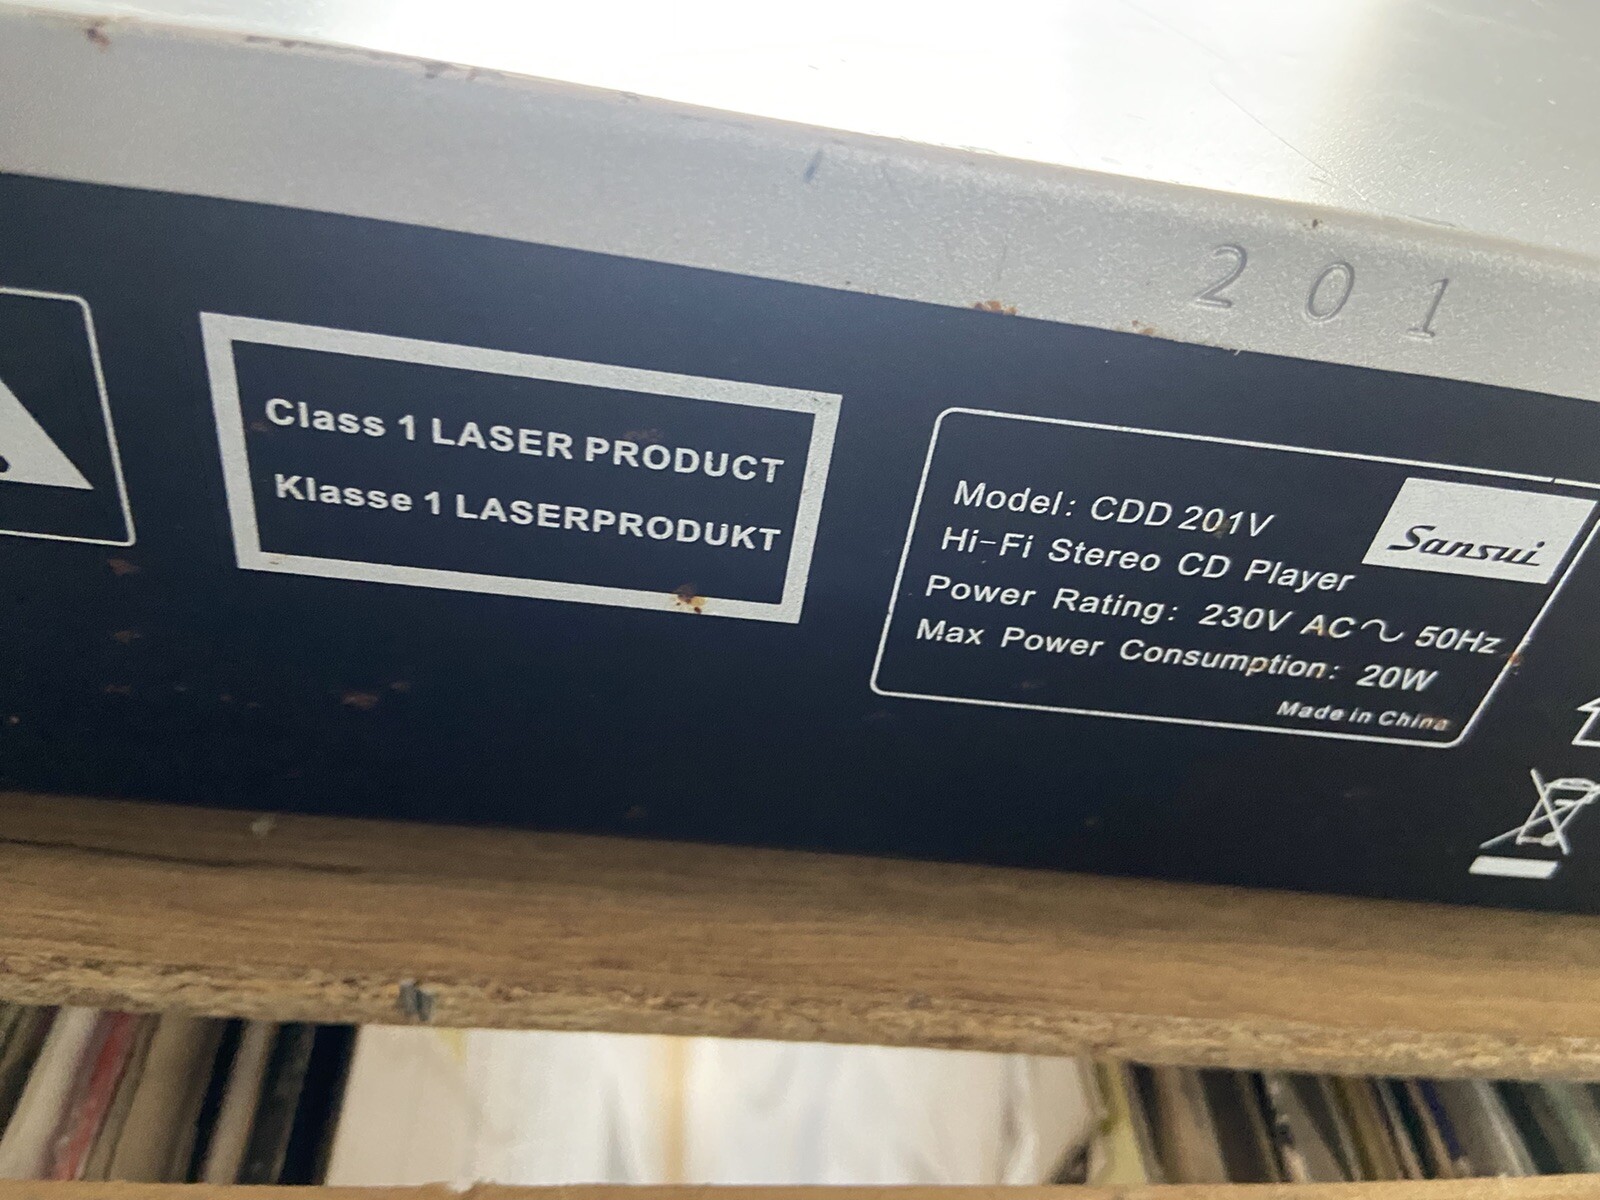 201
Class 1 LASER PRODUCT
Klasse 1 LASERPRODUKT
Sansui
Model: CDD 201V
Hi-Fi Stereo CD Player
Power Rating: 230V AC~ 50Hz
Max Power Consumption: 20W
Made in China